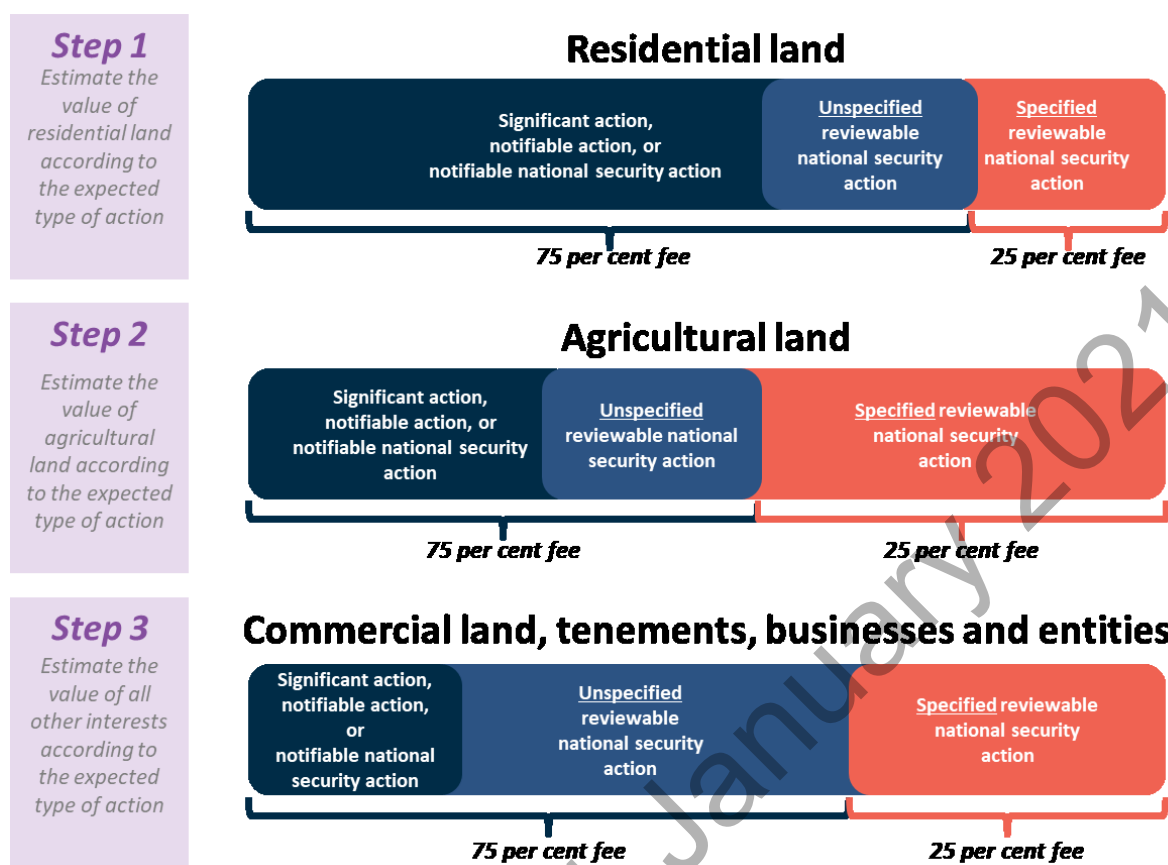 Step 1
Estimate the
value of
residential land
according to
the expected
type of action
Residential land
Significant action,
notifiable action, or
notifiable national security action
Unspecified
reviewable
national security
action
Specified
reviewable
national security
action
75 per cent fee
25 per cent fee
Step 2
Estimate the
value of
agricultural
land according
to the expected
type of action
Agricultural land
Significant action,
notifiable action, or
notifiable national security
action
Unspecified
reviewable national
security action
Specified reviewable
national security
action
75 per cent fee
25 per cent fee
Step 3
Estimate the
value of all
other interests
according to
the expected
type of action
Commercial land, tenements, businesses and entities
Significant action,
notifiable action,
or
notifiable national
security action
Unspecified
reviewable
national security
action
Specified reviewable
national security
action
75 per cent fee
25 per cent fee
January 2021